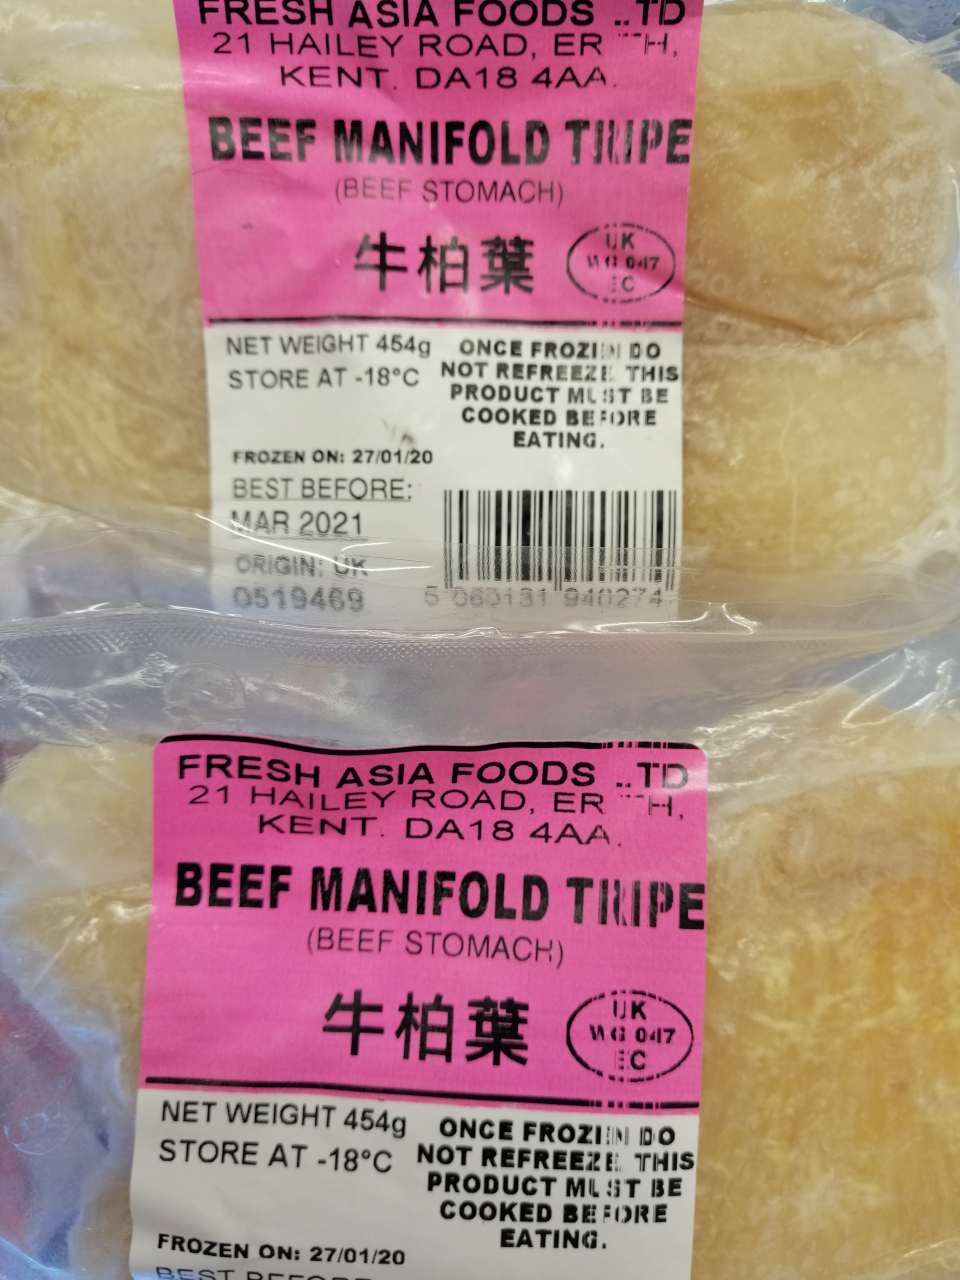 FRESH ASIA FOODS LTD
21 HAILEY ROAD,
KENT. DA18 4AA.
BEEF MANIFOLD TRIPE
(BEEF STOMACH)
牛柏葉
UK
WG 047
EC
NET WEIGHT 454g
STORE AT -18°C
ONCE FROZEN DO
NOT REFREEZE. THIS
PRODUCT MUST BE
COOKED BEFORE
EATING.
FROZEN ON: 27/01/20
BEST BEFORE:
MAR 2021
ORIGIN: UK
0519469
5 060131 940274
FRESH ASIA FOODS LTD
21 HAILEY ROAD,
KENT. DA18 4AA.
BEEF MANIFOLD TRIPE
(BEEF STOMACH)
牛柏葉
UK
WG 047
EC
NET WEIGHT 454g
STORE AT -18°C
ONCE FROZEN DO
NOT REFREEZE. THIS
PRODUCT MUST BE
COOKED BEFORE
EATING.
FROZEN ON: 27/01/20
BEST BEFORE